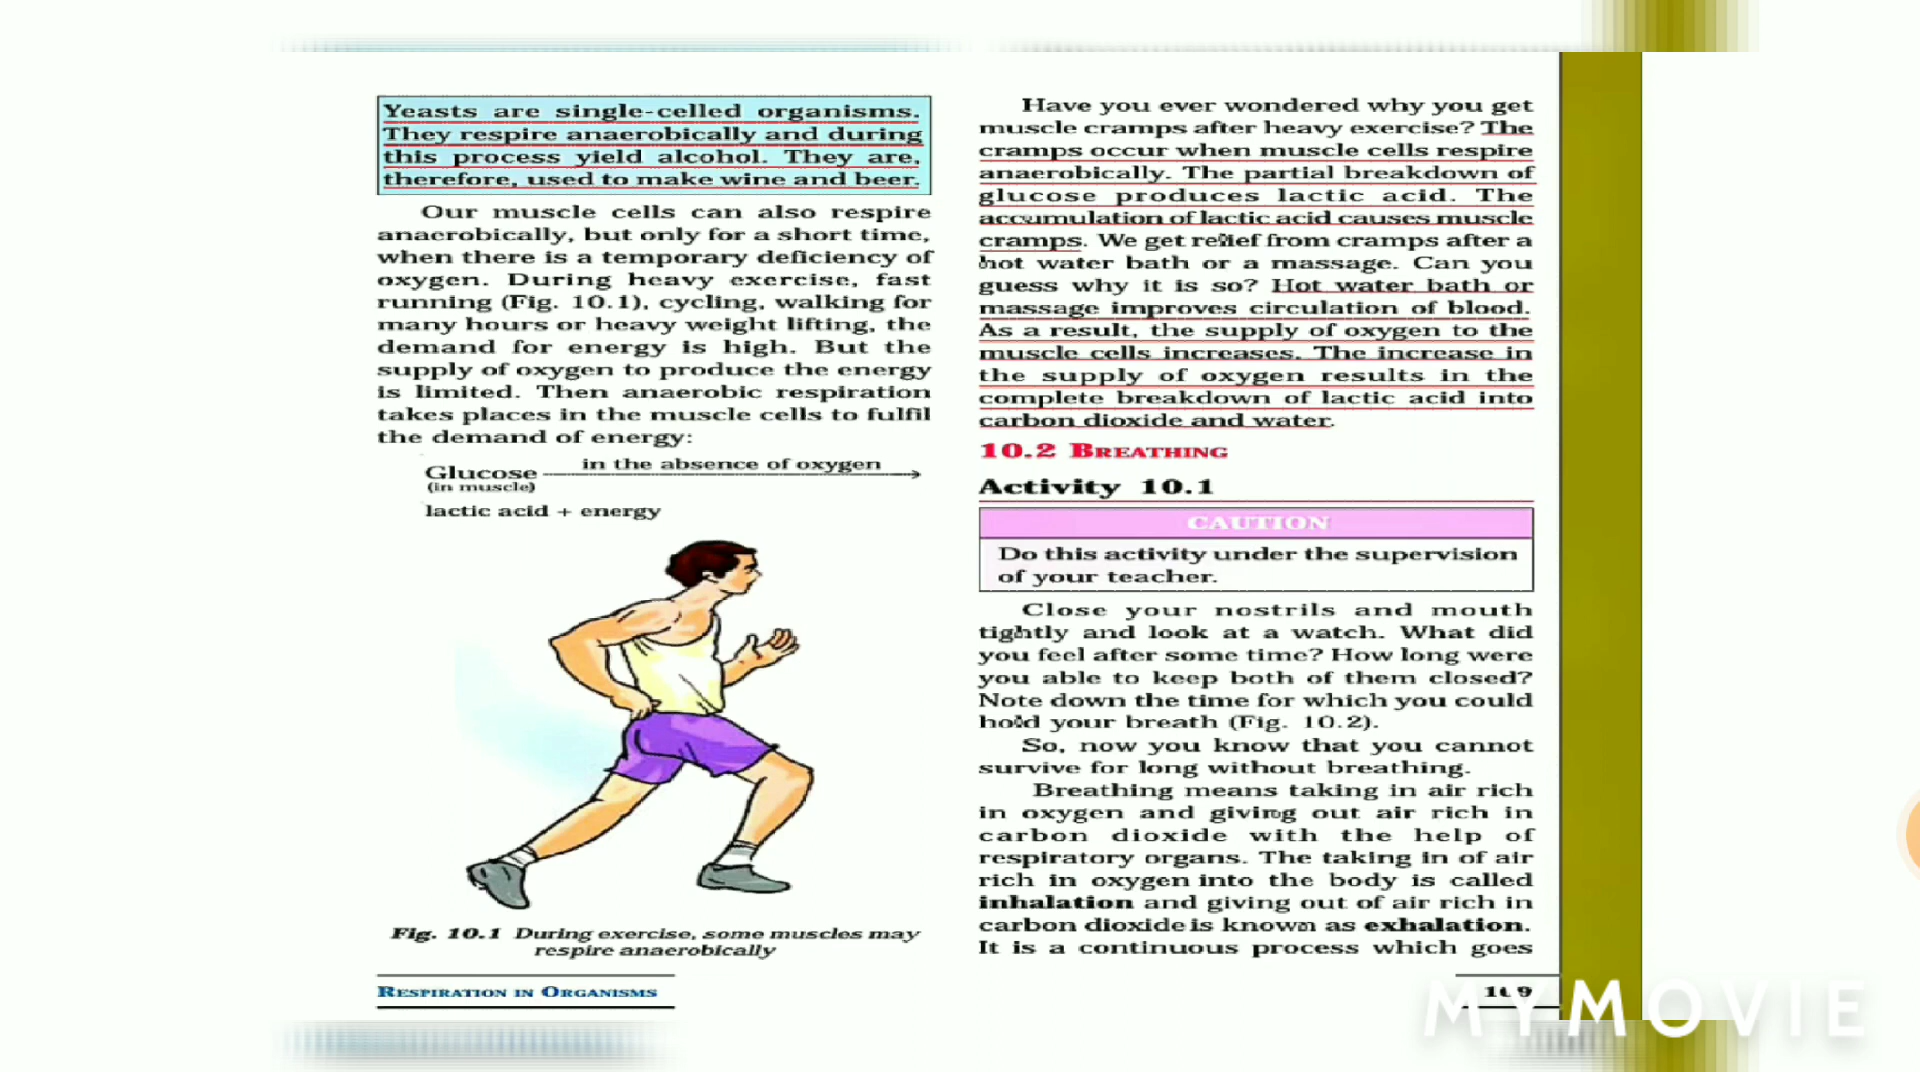 Yeasts are single-celled organisms.
They respire anaerobically and during
this process yield alcohol. They are,
therefore, used to make wine and beer.
Our muscle cells can also respire
anaerobically, but only for a short time,
when there is a temporary deficiency of
oxygen. During heavy exercise, fast
running (Fig. 10.1), cycling, walking for
many hours or heavy weight lifting, the
demand for energy is high. But the
supply of oxygen to produce the energy
is limited. Then anaerobic respiration
takes places in the muscle cells to fulfil
the demand of energy:
in the absence of oxygen
Glucose
(in muscle)
lactic acid + energy
Fig. 10.1 During exercise, some muscles may
respire anaerobically
RESPIRATION IN ORGANISMS
Have you ever wondered why you get
muscle cramps after heavy exercise? The
cramps occur when muscle cells respire
anaerobically. The partial breakdown of
glucose produces lactic acid. The
accumulation of lactic acid causes muscle
cramps. We get relief from cramps after a
hot water bath or a massage. Can you
guess why it is so? Hot water bath or
massage improves circulation of blood.
As a result, the supply of oxygen to the
muscle cells increases. The increase in
the supply of oxygen results in the
complete breakdown of lactic acid into
carbon dioxide and water.
10.2 BREATHING
Activity 10.1
CAUTION
Do this activity under the supervision
of your teacher.
Close your nostrils and mouth
tightly and look at a watch. What did
you feel after some time? How long were
you able to keep both of them closed?
Note down the time for which you could
hold your breath (Fig. 10.2).
So, now you know that you cannot
survive for long without breathing.
Breathing means taking in air rich
in oxygen and giving out air rich in
carbon dioxide with the help of
respiratory organs. The taking in of air
rich in oxygen into the body is called
inhalation and giving out of air rich in
carbon dioxide is known as exhalation.
It is a continuous process which goes
109
MYMOVIE